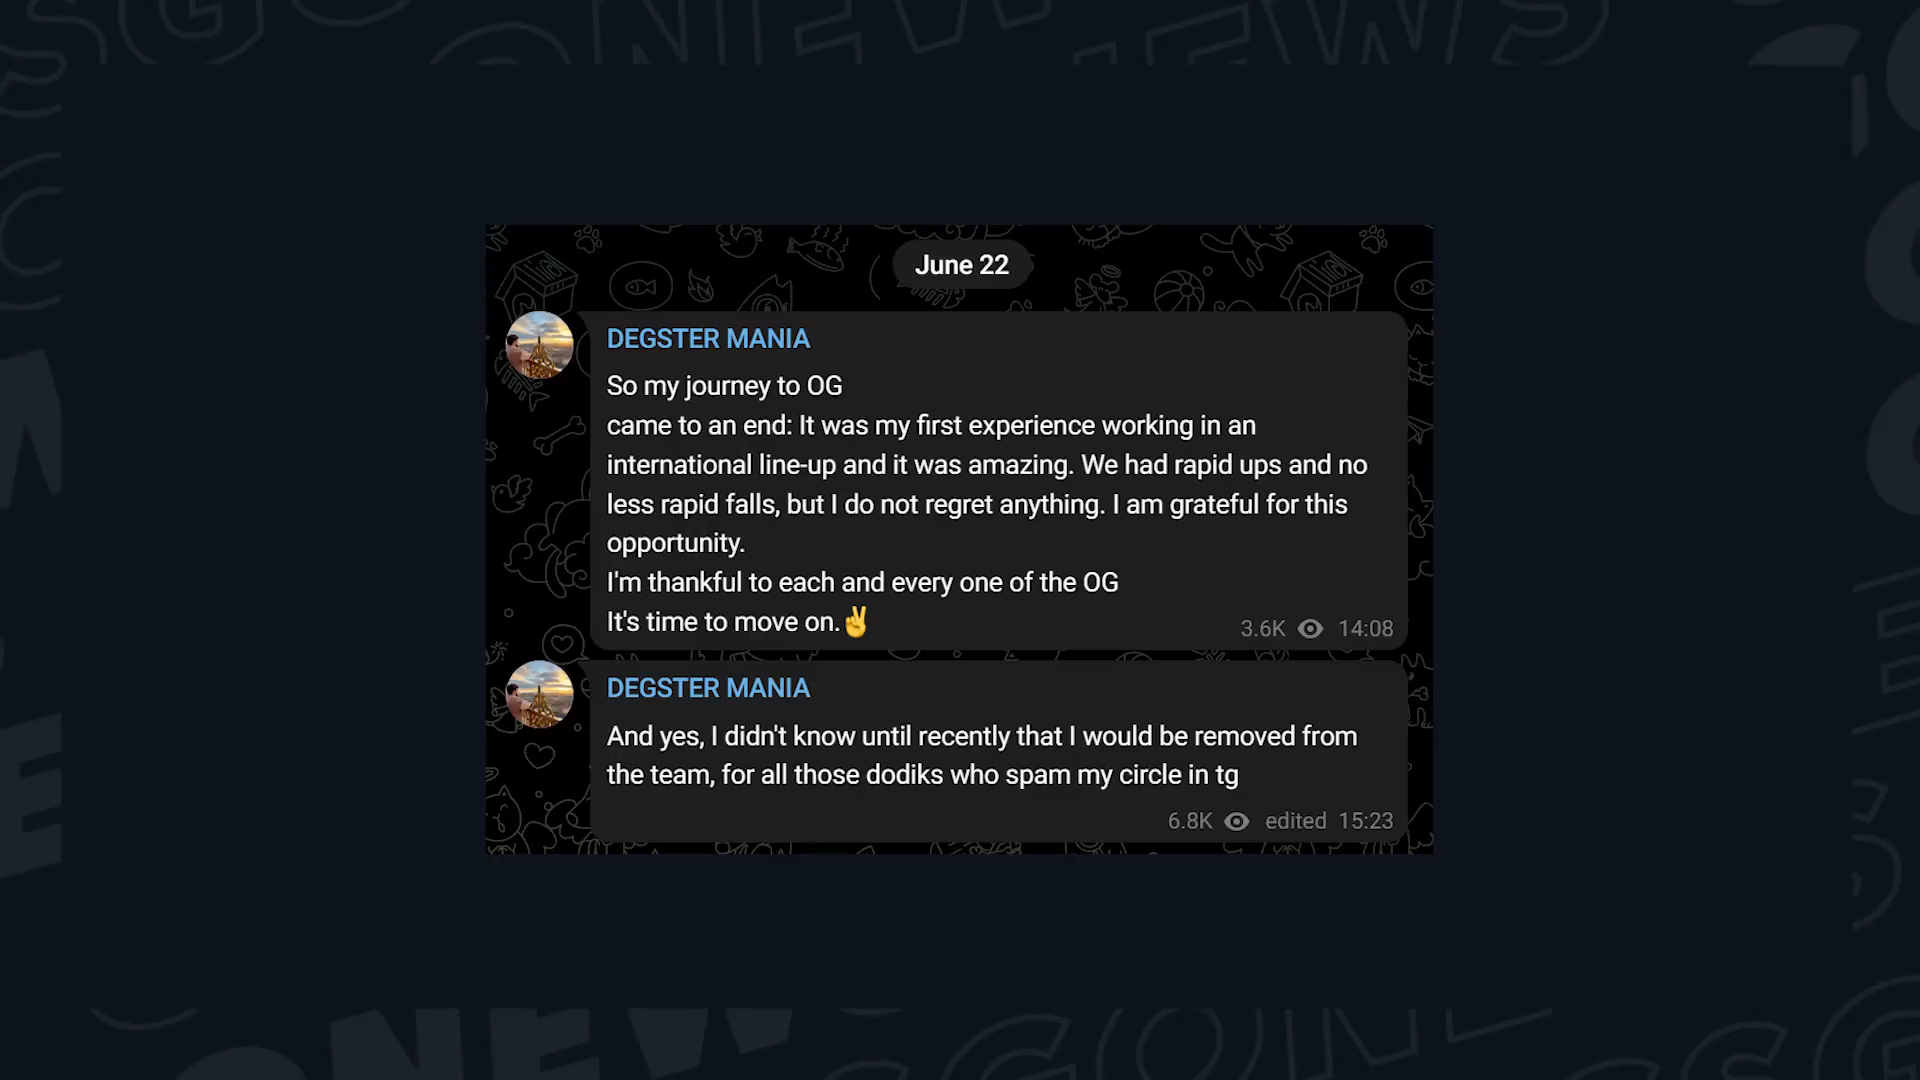 June 22
DEGSTER MANIA
So my journey to OG
came to an end: It was my first experience working in an
international line-up and it was amazing. We had rapid ups and no
less rapid falls, but I do not regret anything. I am grateful for this
opportunity.
I'm thankful to each and every one of the OG
It's time to move on.✌️
3.6K 14:08
DEGSTER MANIA
And yes, I didn't know until recently that I would be removed from
the team, for all those dodiks who spam my circle in tg
6.8K edited 15:23